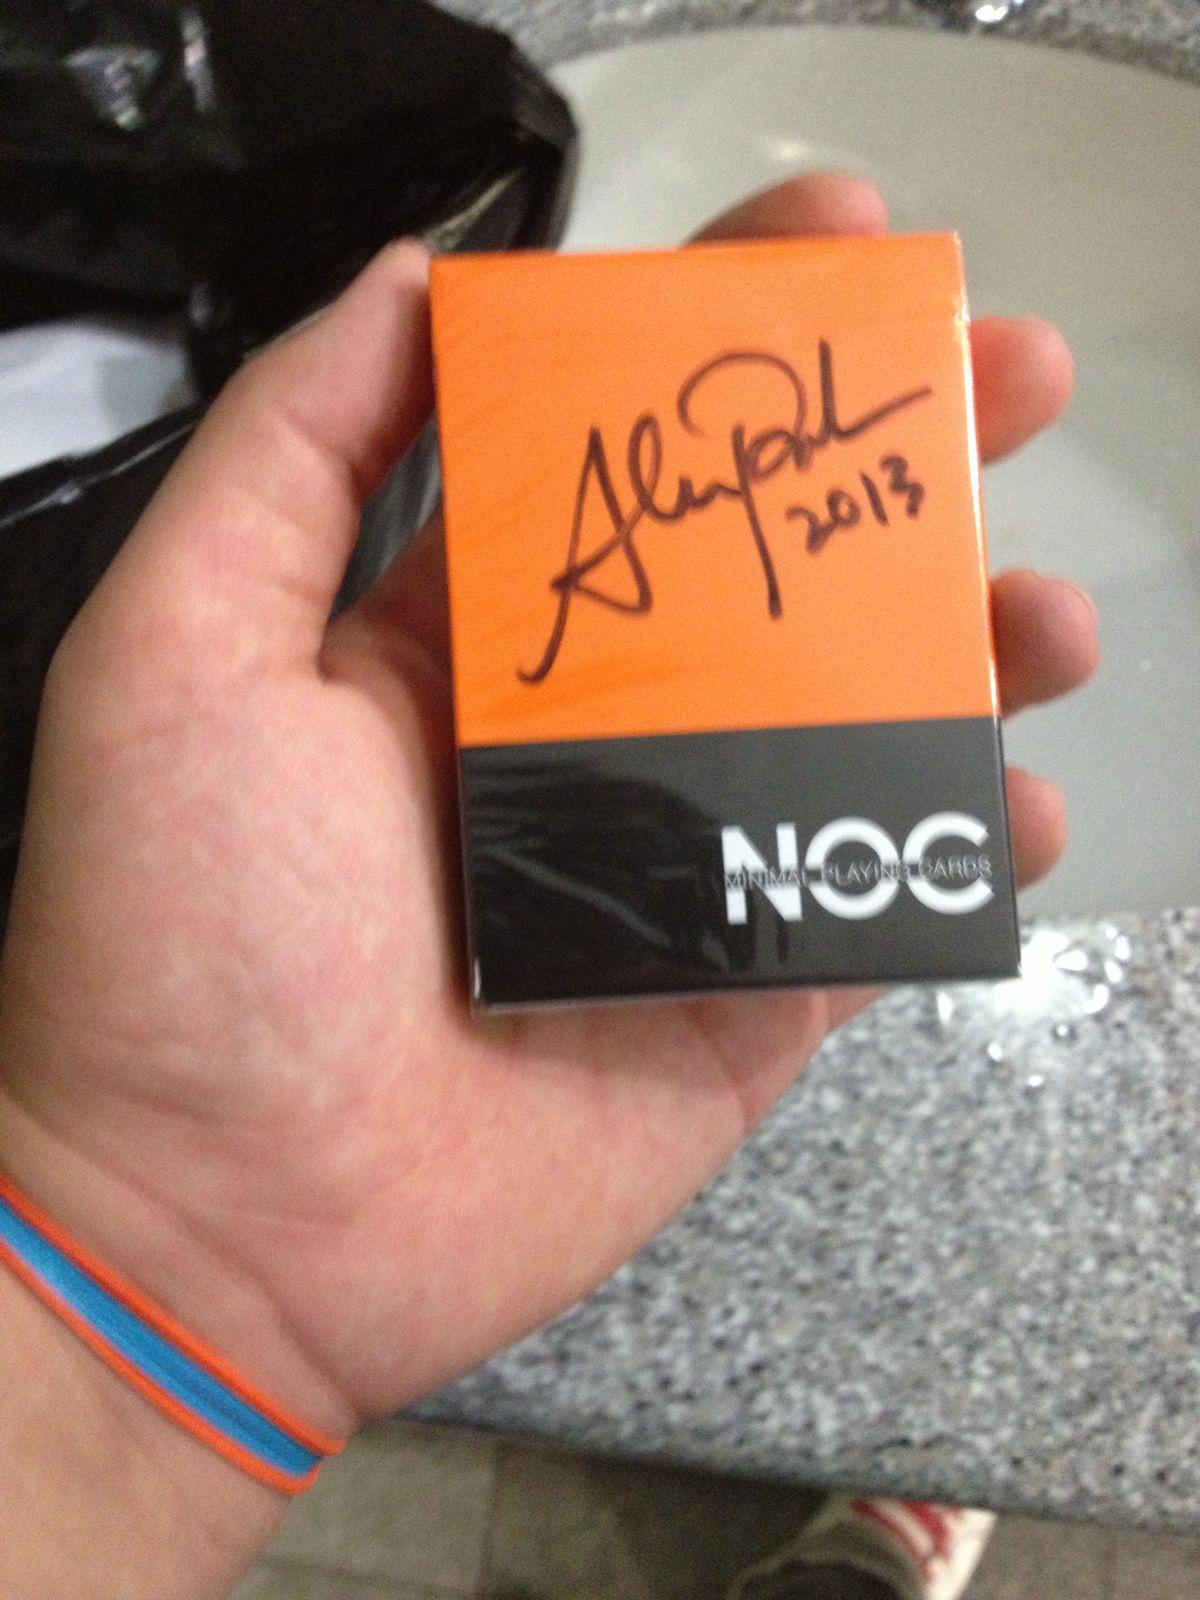 2013
NOC
MINIMAL PLAYING CARDS